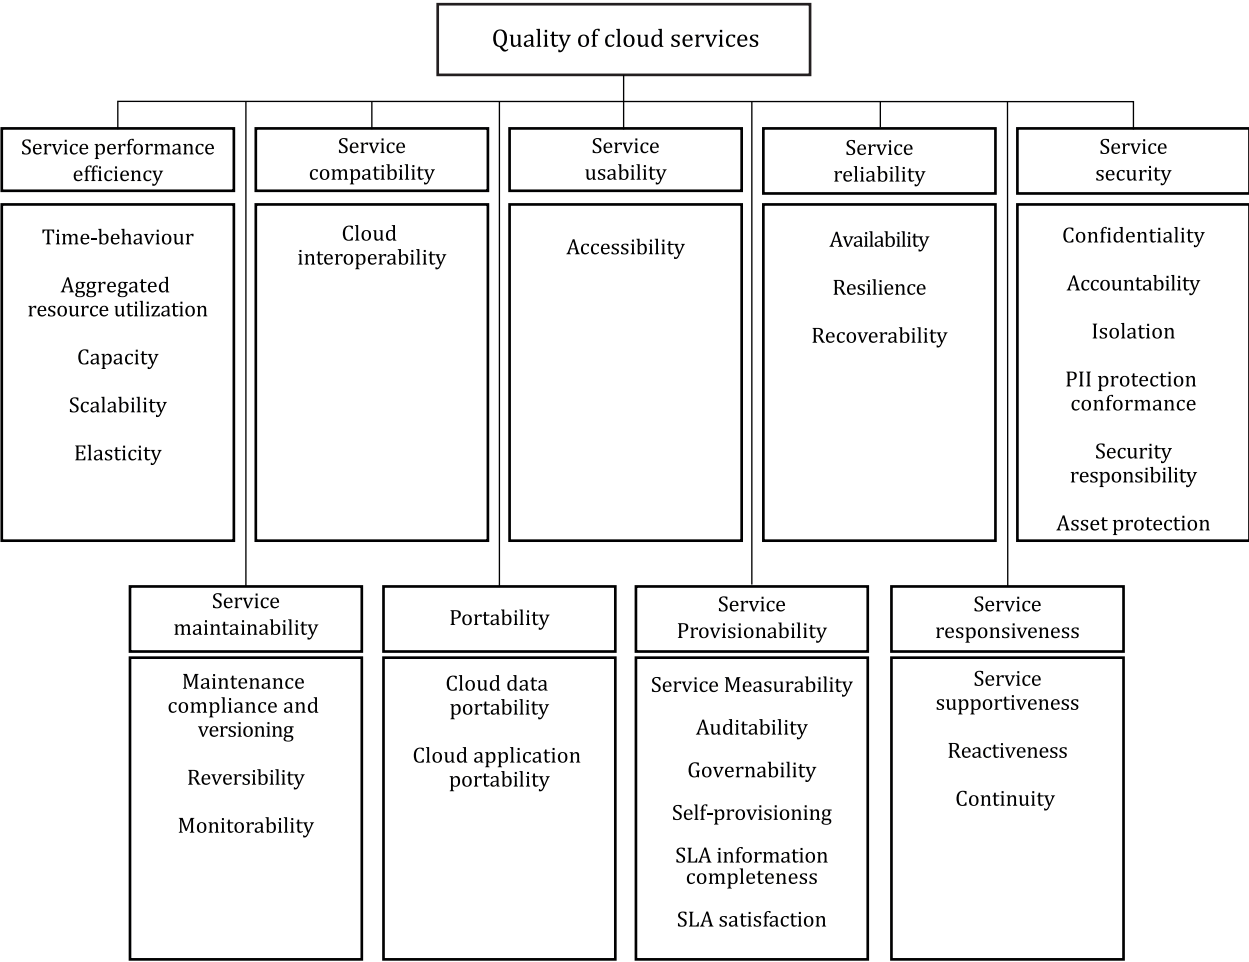 Quality of cloud services
Service performance
efficiency
Service
compatibility
Service
usability
Service
reliability
Service
security
Time-behaviour
Aggregated
resource utilization
Capacity
Scalability
Elasticity
Cloud
interoperability
Accessibility
Availability
Resilience
Recoverability
Confidentiality
Accountability
Isolation
PII protection
conformance
Security
responsibility
Asset protection
Service
maintainability
Portability
Service
Provisionability
Service
responsiveness
Maintenance
compliance and
versioning
Reversibility
Monitorability
Cloud data
portability
Cloud application
portability
Service Measurability
Auditability
Governability
Self-provisioning
SLA information
completeness
SLA satisfaction
Service
supportiveness
Reactiveness
Continuity